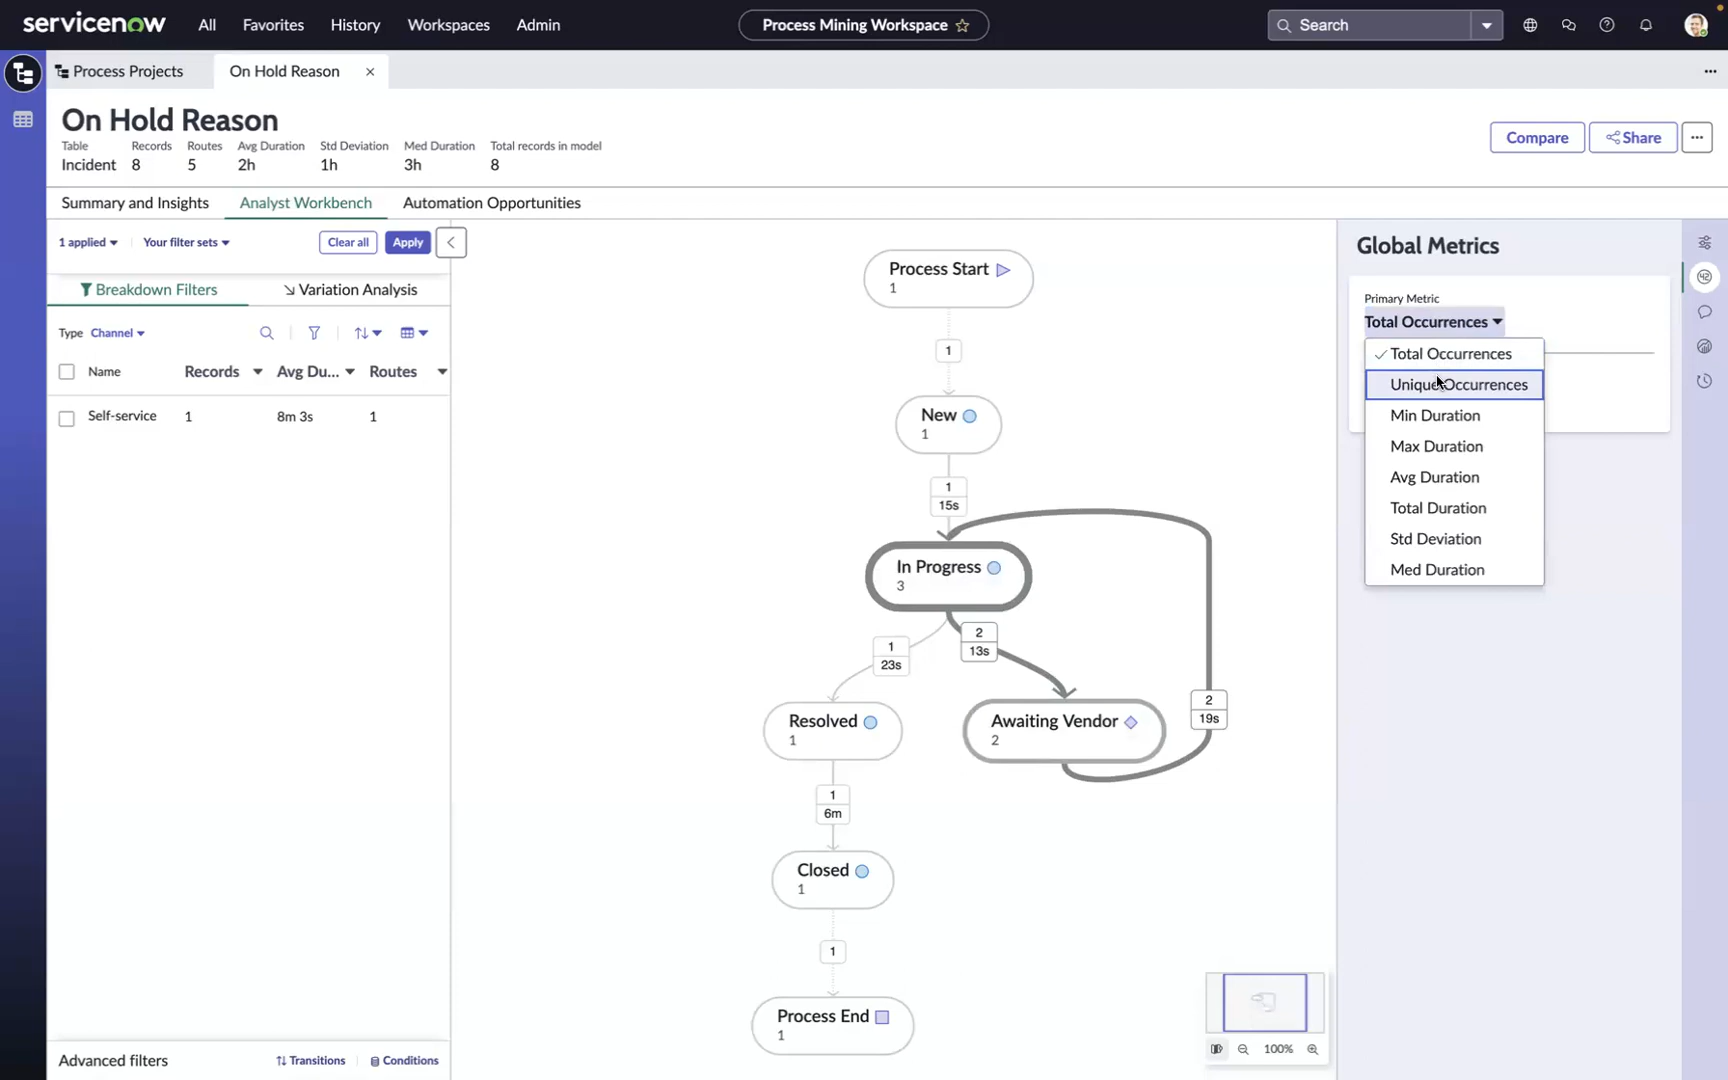 servicenow All Favorites History Workspaces Admin Process Mining Workspace Search
Process Projects On Hold Reason
On Hold Reason
Table Records Routes Avg Duration Std Deviation Med Duration Total records in model
Incident 8 5 2h 1h 3h 8
Compare Share
Summary and Insights Analyst Workbench Automation Opportunities
1 applied Your filter sets Clear all Apply
Breakdown Filters Variation Analysis
Type Channel
Name Records Avg Du... Routes
Self-service 1 8m 3s 1
Advanced filters Transitions Conditions
Process Start
1
1
New
1
1
15s
In Progress
3
1
23s
2
13s
Resolved
1
Awaiting Vendor
2
2
19s
1
6m
Closed
1
1
Process End
1
100%
Global Metrics
Primary Metric
Total Occurrences
Total Occurrences
Unique Occurrences
Min Duration
Max Duration
Avg Duration
Total Duration
Std Deviation
Med Duration
42